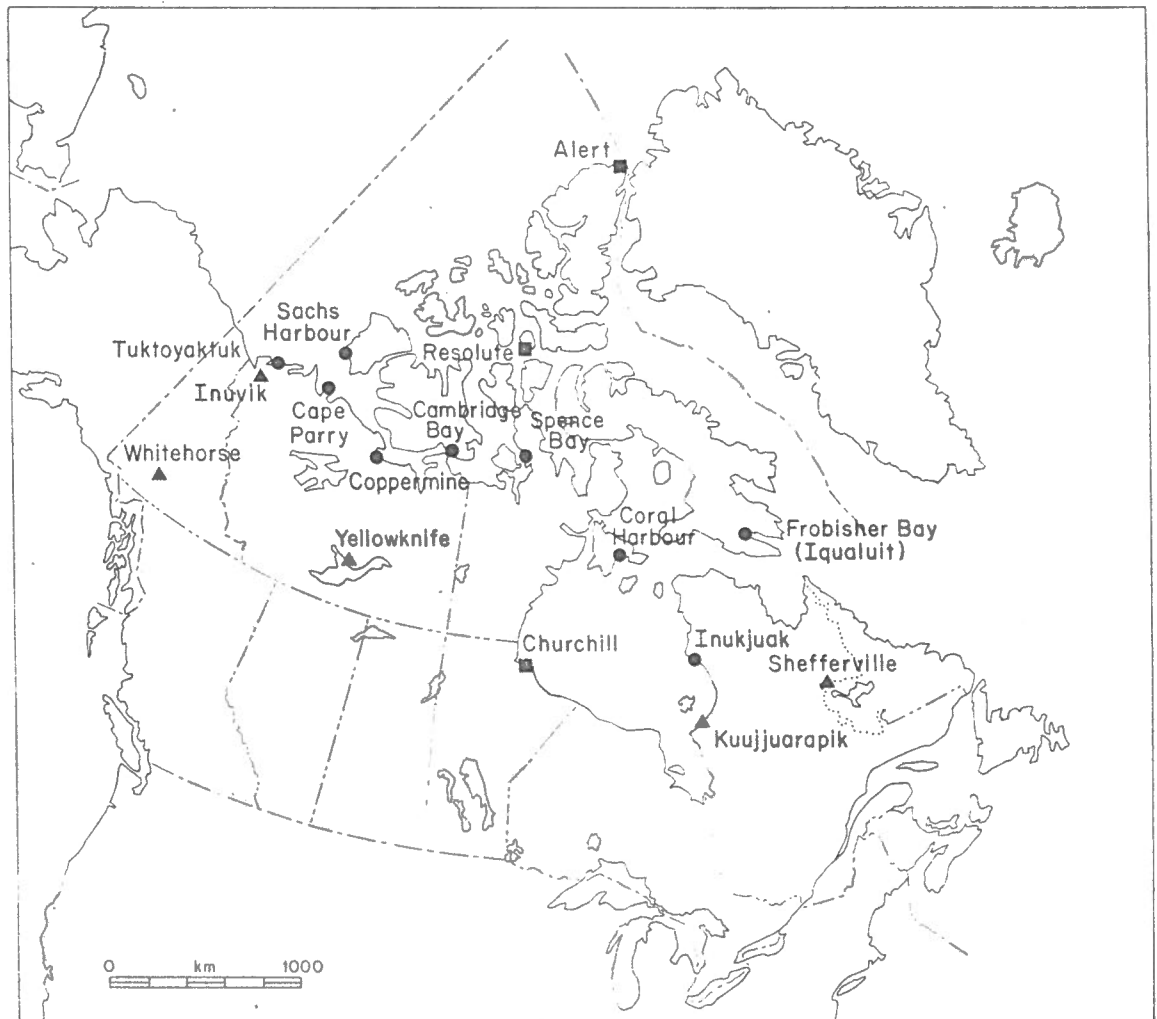 Alert
Sachs
Harbour
Tuktoyaktuk
Resolute
Inuvik
Cape
Parry
Cambridge
Bay
Spence
Bay
Whitehorse
Coppermine
Coral
Harbour
Frobisher Bay
(Iqualuit)
Yellowknife
Churchill
Inukjuak
Shefferville
Kuujjuarapik
0 km 1000